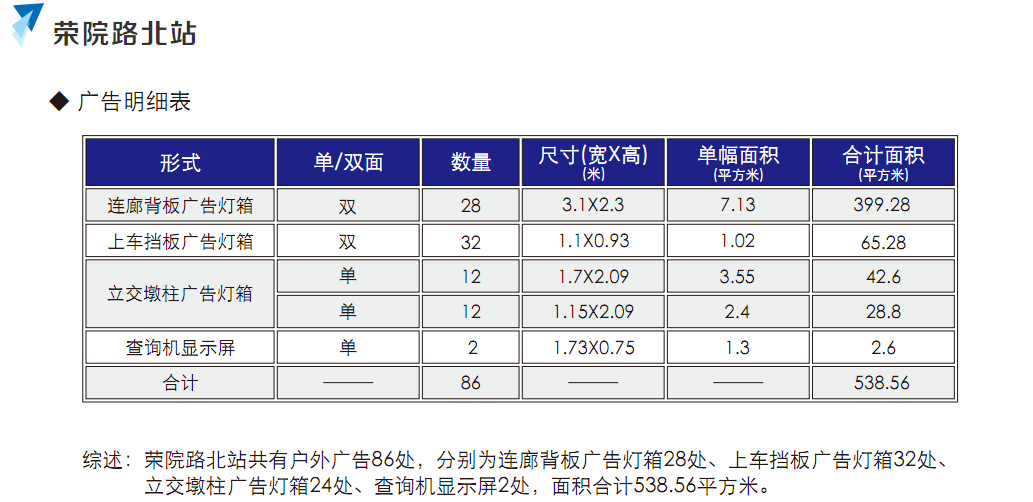 荣院路北站
◆ 广告明细表
形式 单/双面 数量 尺寸(宽X高)(米) 单幅面积(平方米) 合计面积(平方米)
连廊背板广告灯箱 双 28 3.1X2.3 7.13 399.28
上车挡板广告灯箱 双 32 1.1X0.93 1.02 65.28
立交墩柱广告灯箱 单 12 1.7X2.09 3.55 42.6
单 12 1.15X2.09 2.4 28.8
查询机显示屏 单 2 1.73X0.75 1.3 2.6
合计 —— 86 —— —— 538.56
综述：荣院路北站共有户外广告86处，分别为连廊背板广告灯箱28处、上车挡板广告灯箱32处、
立交墩柱广告灯箱24处、查询机显示屏2处，面积合计538.56平方米。